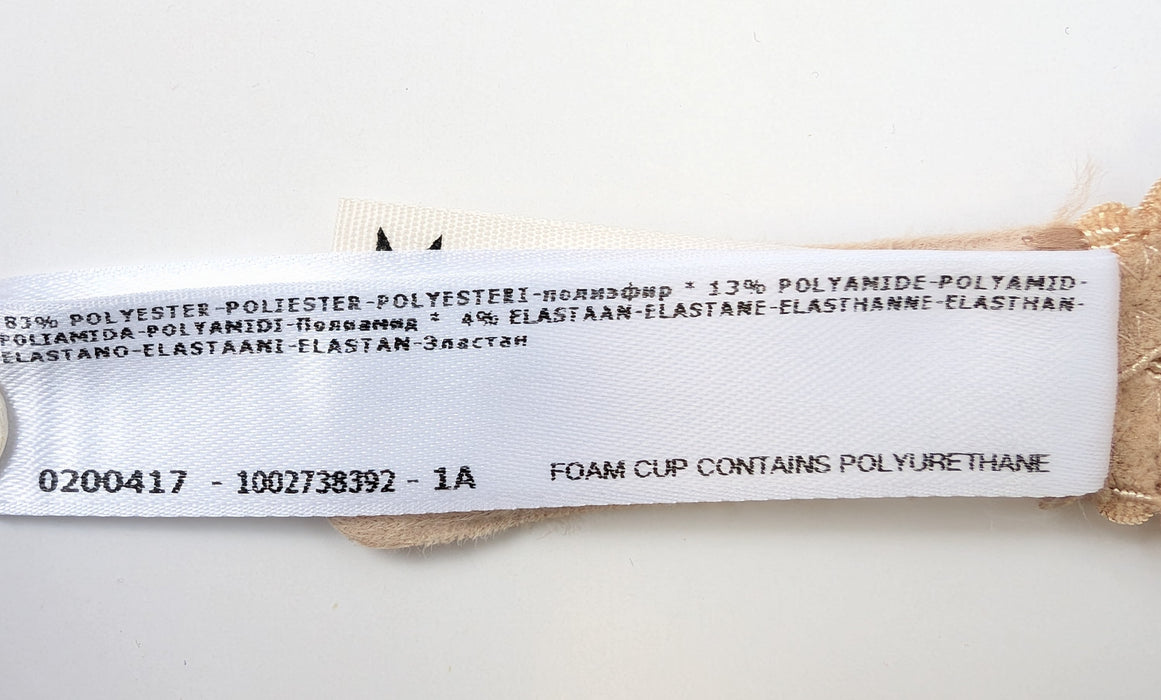 83% POLYESTER-POLIESTER-POLYESTERI-полиэфир * 13% POLYAMIDE-POLYAMID-
POLIAMIDA-POLYAMIDI-Полиамид * 4% ELASTAAN-ELASTANE-ELASTHANNE-ELASTHAN-
ELASTANO-ELASTAANI-ELASTAN-Эластан
0200417 - 1002738392 - 1A FOAM CUP CONTAINS POLYURETHANE